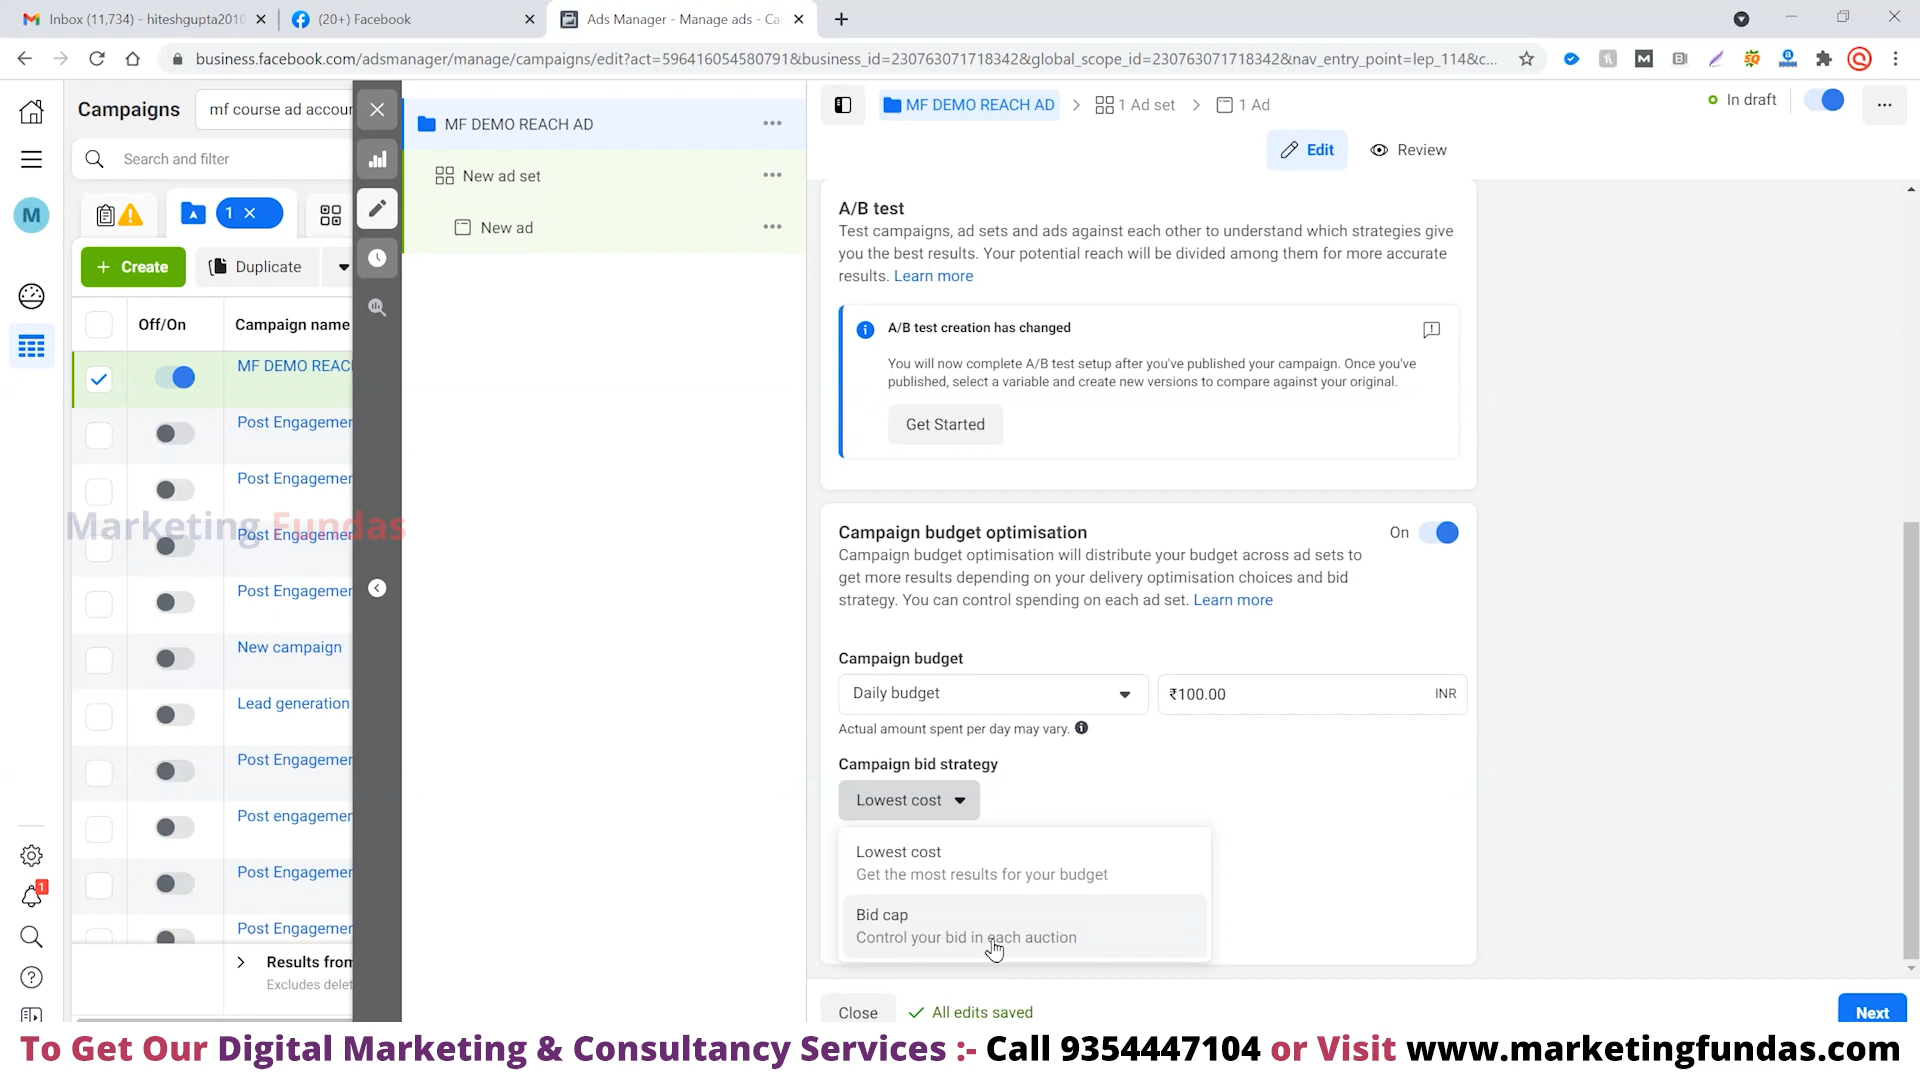 Inbox (11,734) - hiteshgupta2010
(20+) Facebook
Ads Manager - Manage ads - Ca
business.facebook.com/adsmanager/manage/campaigns/edit?act=596416054580791&business_id=230763071718342&global_scope_id=230763071718342&nav_entry_point=lep_114&c...
Campaigns
mf course ad accour
MF DEMO REACH AD
MF DEMO REACH AD
1 Ad set
1 Ad
In draft
Search and filter
Edit
Review
New ad set
New ad
M
1
Create
Duplicate
Off/On
Campaign name
MF DEMO REAC
Post Engagemer
Post Engagemer
Post Engagemer
Post Engagemer
New campaign
Lead generation
Post Engagemer
Post engagemer
Post Engagemer
Post Engagemer
Results from
Excludes delet
1
Marketing Fundas
A/B test
Test campaigns, ad sets and ads against each other to understand which strategies give
you the best results. Your potential reach will be divided among them for more accurate
results. Learn more
A/B test creation has changed
You will now complete A/B test setup after you've published your campaign. Once you've
published, select a variable and create new versions to compare against your original.
Get Started
Campaign budget optimisation
On
Campaign budget optimisation will distribute your budget across ad sets to
get more results depending on your delivery optimisation choices and bid
strategy. You can control spending on each ad set. Learn more
Campaign budget
Daily budget
₹100.00
INR
Actual amount spent per day may vary.
Campaign bid strategy
Lowest cost
Lowest cost
Get the most results for your budget
Bid cap
Control your bid in each auction
Close
All edits saved
Next
To Get Our Digital Marketing & Consultancy Services :- Call 9354447104 or Visit www.marketingfundas.com